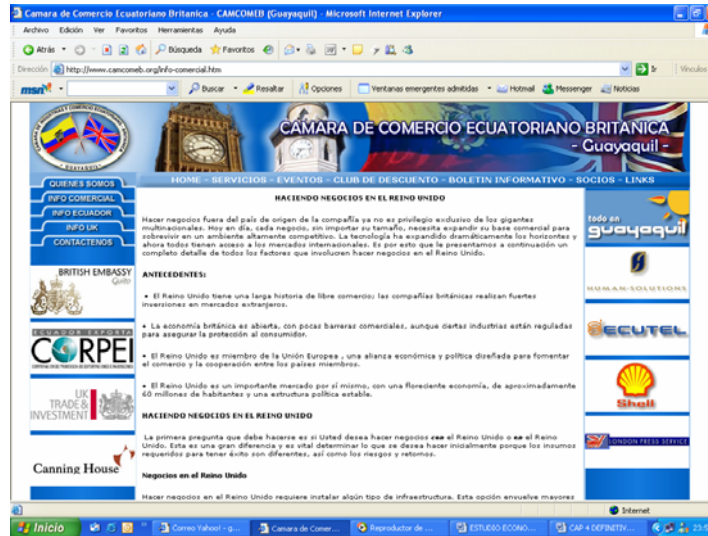 Camara de Comercio Ecuatoriano Britanica - CAMCOMEB (Guayaquil) - Microsoft Internet Explorer
Archivo Edición Ver Favoritos Herramientas Ayuda
Atrás Búsqueda Favoritos
Dirección http://www.camcomeb.org/info-comercial.htm Ir Vínculos
msn Buscar Resaltar Opciones Ventanas emergentes admitidas Hotmail Messenger Noticias
CAMARA DE COMERCIO ECUATORIANO BRITANICA
- Guayaquil -
GUAYAQUIL
HOME - SERVICIOS - EVENTOS - CLUB DE DESCUENTO - BOLETIN INFORMATIVO - SOCIOS - LINKS
QUIENES SOMOS
INFO COMERCIAL
INFO ECUADOR
INFO UK
CONTACTENOS
BRITISH EMBASSY
Quito
ECUADOR EXPORTA
CORPEI
UK
TRADE &
INVESTMENT
Canning House
HACIENDO NEGOCIOS EN EL REINO UNIDO
Hacer negocios fuera del país de origen de la compañía ya no es privilegio exclusivo de los gigantes
multinacionales. Hoy en día, cada negocio, sin importar su tamaño, necesita expandir su base comercial para
sobrevivir en un ambiente altamente competitivo. La tecnología ha expandido dramáticamente los horizontes y
ahora todos tienen acceso a los mercados internacionales. Es por esto que le presentamos a continuación un
completo detalle de todos los factores que involucren hacer negocios en el Reino Unido.
ANTECEDENTES:
• El Reino Unido tiene una larga historia de libre comercio; las compañías británicas realizan fuertes
inversiones en mercados extranjeros.
• La economía británica es abierta, con pocas barreras comerciales, aunque ciertas industrias están reguladas
para asegurar la protección al consumidor.
• El Reino Unido es miembro de la Unión Europea , una alianza económica y política diseñada para fomentar
el comercio y la cooperación entre los países miembros.
• El Reino Unido es un importante mercado por sí mismo, con una floreciente economía, de aproximadamente
60 millones de habitantes y una estructura política estable.
HACIENDO NEGOCIOS EN EL REINO UNIDO
La primera pregunta que debe hacerse es si Usted desea hacer negocios con el Reino Unido o en el Reino
Unido. Esta es una gran diferencia y es vital determinar lo que se desea hacer inicialmente porque los insumos
requeridos para tener éxito son diferentes, así como los riesgos y retornos.
Negocios en el Reino Unido
Hacer negocios en el Reino Unido requiere instalar algún tipo de infraestructura. Esta opción envuelve mayores
todo en
guayaquil
HUMAN-SOLUTIONS
ECUTEL
Shell
LONDON PRESS SERVICE
Internet
Inicio Correo Yahoo! - g... Camara de Comer... Reproductor de ... ESTUDIO ECONO... CAP 4 DEFINITIV...